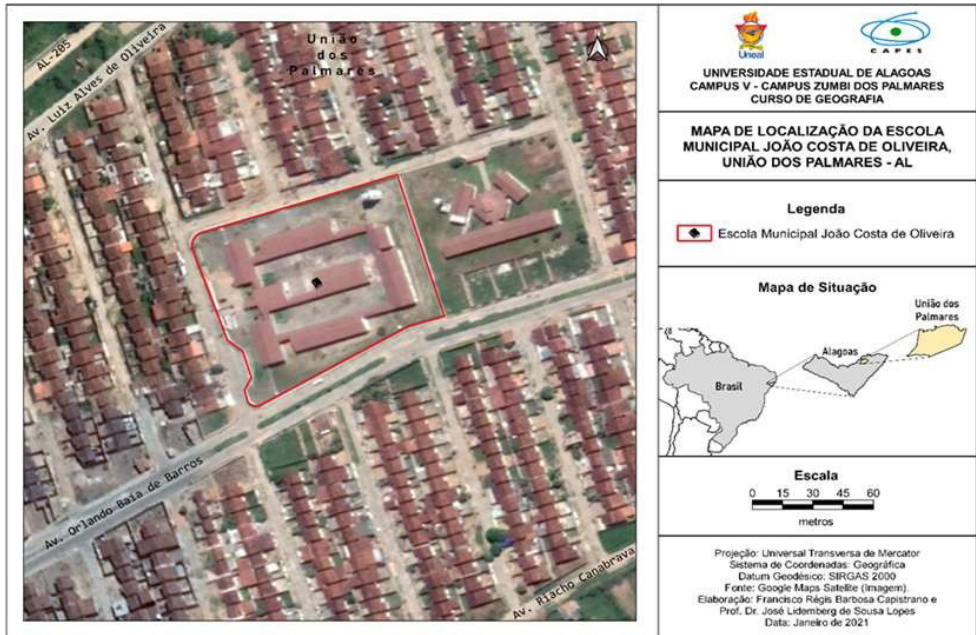 AL-205
Av. Luiz Alves de Oliveira
União
dos
Palmares
Av. Orlando Baia de Barros
Av. Riacho Canabrava
Uneal
CAPES
UNIVERSIDADE ESTADUAL DE ALAGOAS
CAMPUS V - CAMPUS ZUMBI DOS PALMARES
CURSO DE GEOGRAFIA
MAPA DE LOCALIZAÇÃO DA ESCOLA
MUNICIPAL JOÃO COSTA DE OLIVEIRA,
UNIÃO DOS PALMARES - AL
Legenda
Escola Municipal João Costa de Oliveira
Mapa de Situação
União dos
Palmares
Alagoas
Brasil
Escala
0 15 30 45 60
metros
Projeção: Universal Transversa de Mercator
Sistema de Coordenadas: Geográfica
Datum Geodésico: SIRGAS 2000
Fonte: Google Maps Satelite (Imagem).
Elaboração: Francisco Régis Barbosa Capistrano e
Prof. Dr. José Lidemberg de Sousa Lopes
Data: Janeiro de 2021